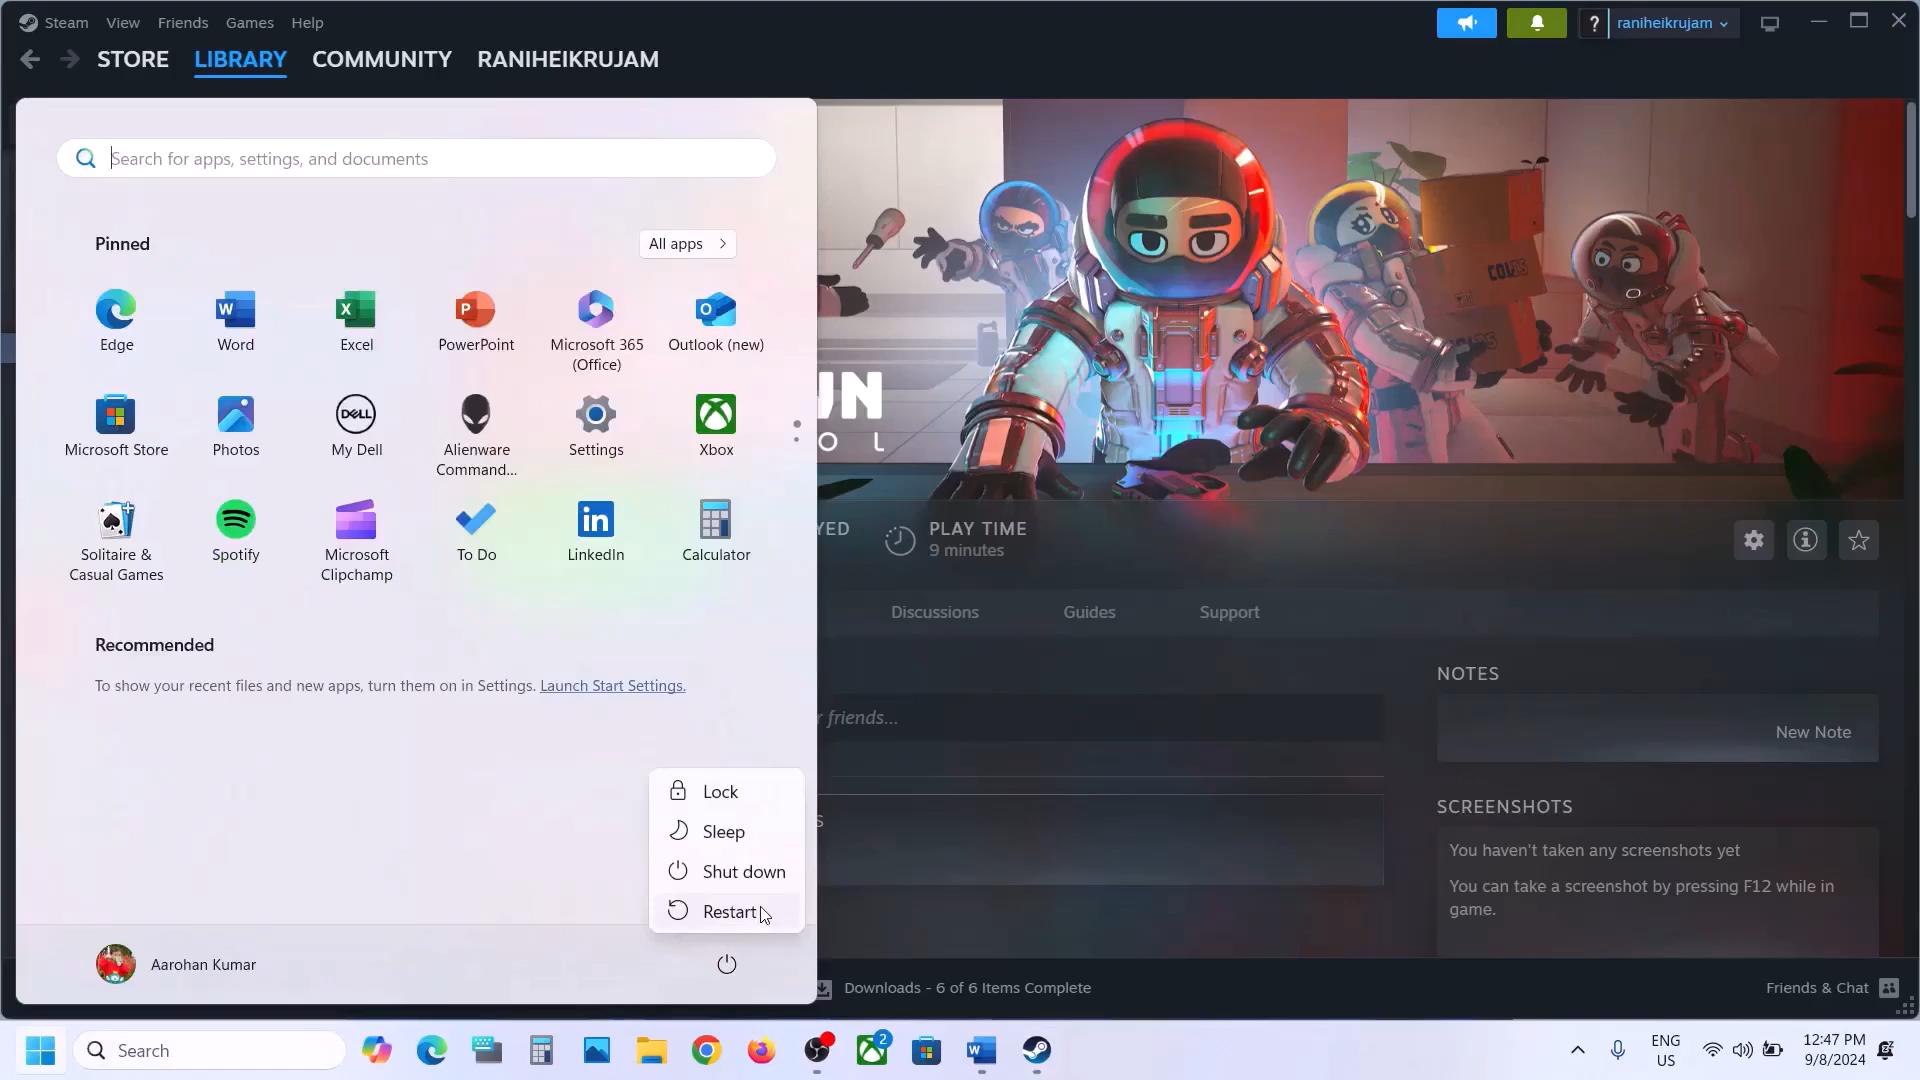 Steam View Friends Games Help
? raniheikrujam
STORE LIBRARY COMMUNITY RANIHEIKRUJAM
Search for apps, settings, and documents
Pinned
All apps
Edge
Word
Excel
PowerPoint
Microsoft 365
(Office)
Outlook (new)
Microsoft Store
Photos
DELL
My Dell
Alienware
Command...
Settings
Xbox
Solitaire &
Casual Games
Spotify
Microsoft
Clipchamp
To Do
LinkedIn
Calculator
Recommended
To show your recent files and new apps, turn them on in Settings. Launch Start Settings.
Lock
Sleep
Shut down
Restart
Aarohan Kumar
WN
O L
YED
PLAY TIME
9 minutes
Discussions Guides Support
r friends...
S
NOTES
New Note
SCREENSHOTS
You haven't taken any screenshots yet
You can take a screenshot by pressing F12 while in
game.
Downloads - 6 of 6 Items Complete
Friends & Chat
Search
2
ENG
US
12:47 PM
9/8/2024